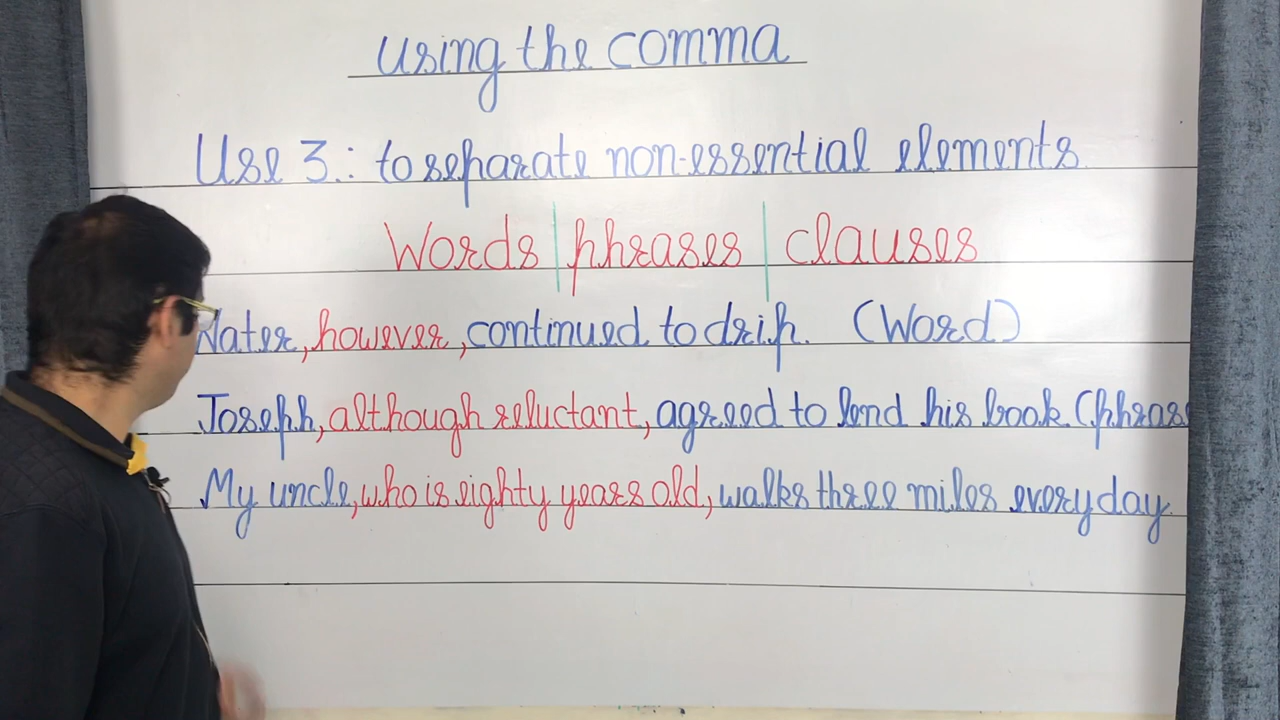 Using the comma
Use 3.: to separate non-essential elements
Words | phrases | clauses
Water, however, continued to drip. (Word)
Joseph, although reluctant, agreed to lend his book (phrase
My uncle, who is eighty years old, walks three miles everyday.